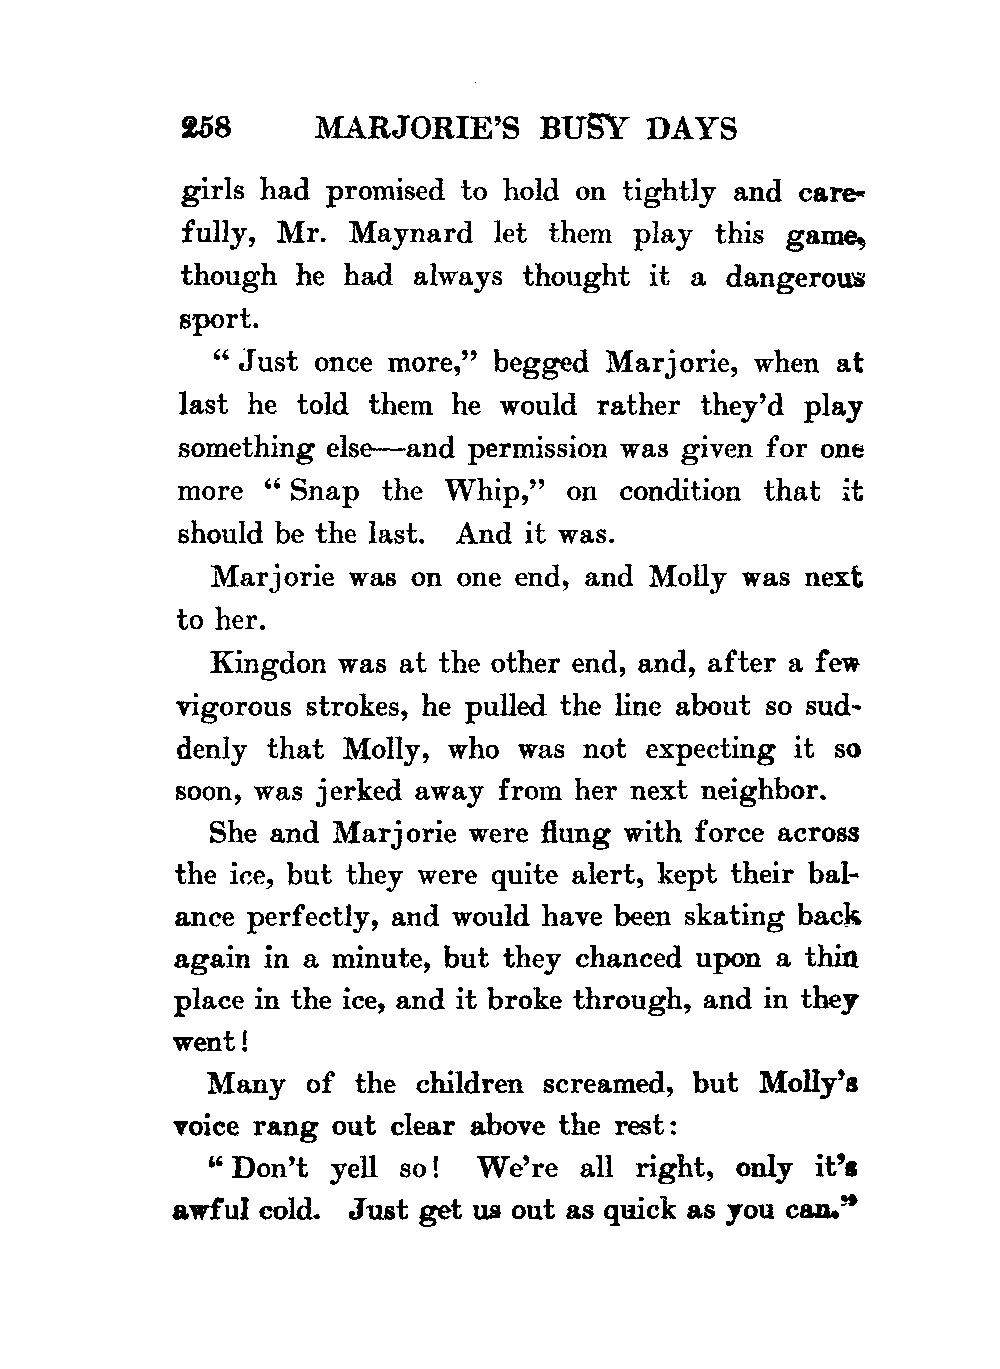 258 MARJORIE'S BUSY DAYS
girls had promised to hold on tightly and care-
fully, Mr. Maynard let them play this game,
though he had always thought it a dangerous
sport.
“Just once more,” begged Marjorie, when at
last he told them he would rather they'd play
something else—and permission was given for one
more “Snap the Whip,” on condition that it
should be the last. And it was.
Marjorie was on one end, and Molly was next
to her.
Kingdon was at the other end, and, after a few
vigorous strokes, he pulled the line about so sud-
denly that Molly, who was not expecting it so
soon, was jerked away from her next neighbor.
She and Marjorie were flung with force across
the ice, but they were quite alert, kept their bal-
ance perfectly, and would have been skating back
again in a minute, but they chanced upon a thin
place in the ice, and it broke through, and in they
went!
Many of the children screamed, but Molly's
voice rang out clear above the rest:
“Don't yell so! We're all right, only it's
awful cold. Just get us out as quick as you can.”